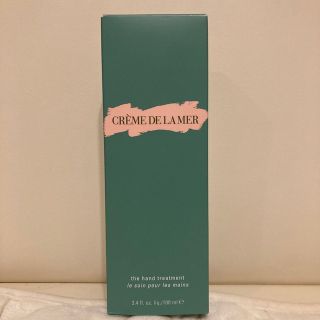 CRÈME DE LA MER
the hand treatment
le soin pour les mains
3.4 fl. oz. liq./100 ml ℮